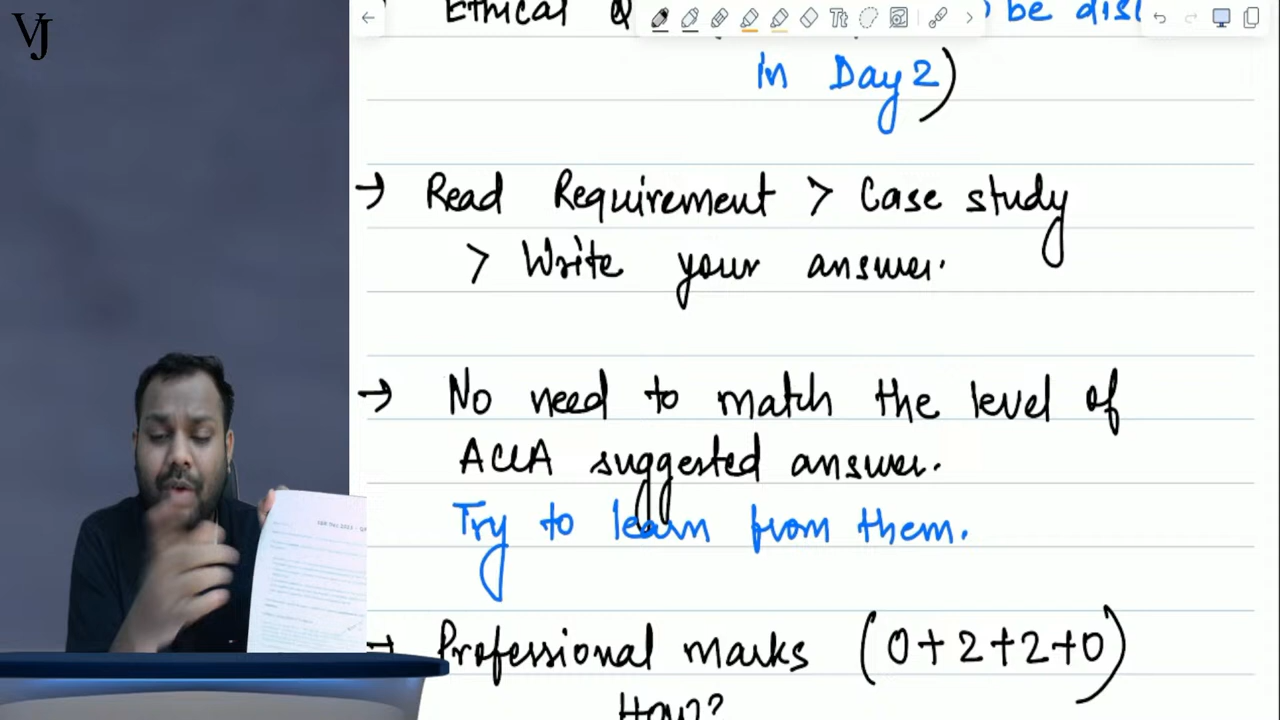 VJ
Ethical Q
be disc
in Day 2)
→ Read Requirement > Case study
> Write your answer.
→ No need to match the level of
ACCA suggested answer.
Try to learn from them.
→ Professional marks (0+2+2+0)
How?